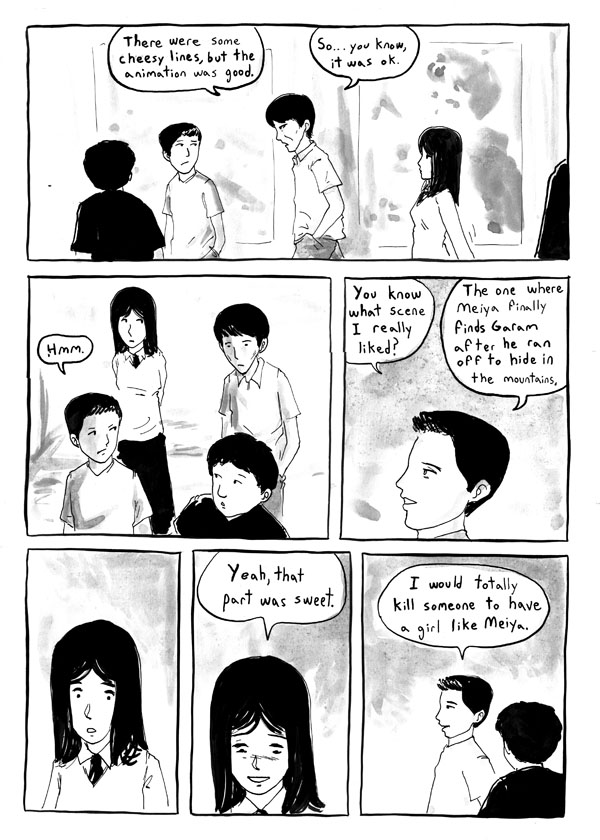 There were some
cheesy lines, but the
animation was good.
So... you know,
it was ok.
Hmm.
You know
what scene
I really
liked?
The one where
Meiya finally
finds Garam
after he ran
off to hide in
the mountains.
Yeah, that
part was sweet.
I would totally
kill someone to have
a girl like Meiya.